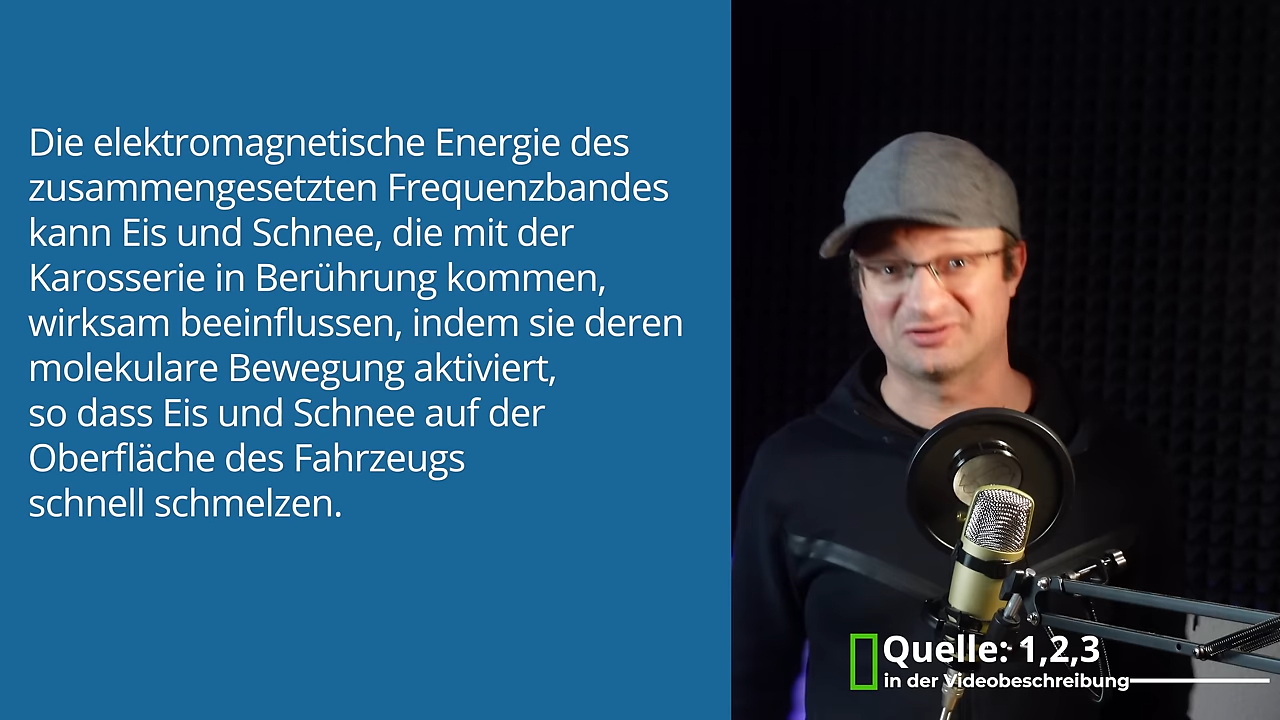 Die elektromagnetische Energie des
zusammengesetzten Frequenzbandes
kann Eis und Schnee, die mit der
Karosserie in Berührung kommen,
wirksam beeinflussen, indem sie deren
molekulare Bewegung aktiviert,
so dass Eis und Schnee auf der
Oberfläche des Fahrzeugs
schnell schmelzen.
Quelle: 1,2,3
in der Videobeschreibung